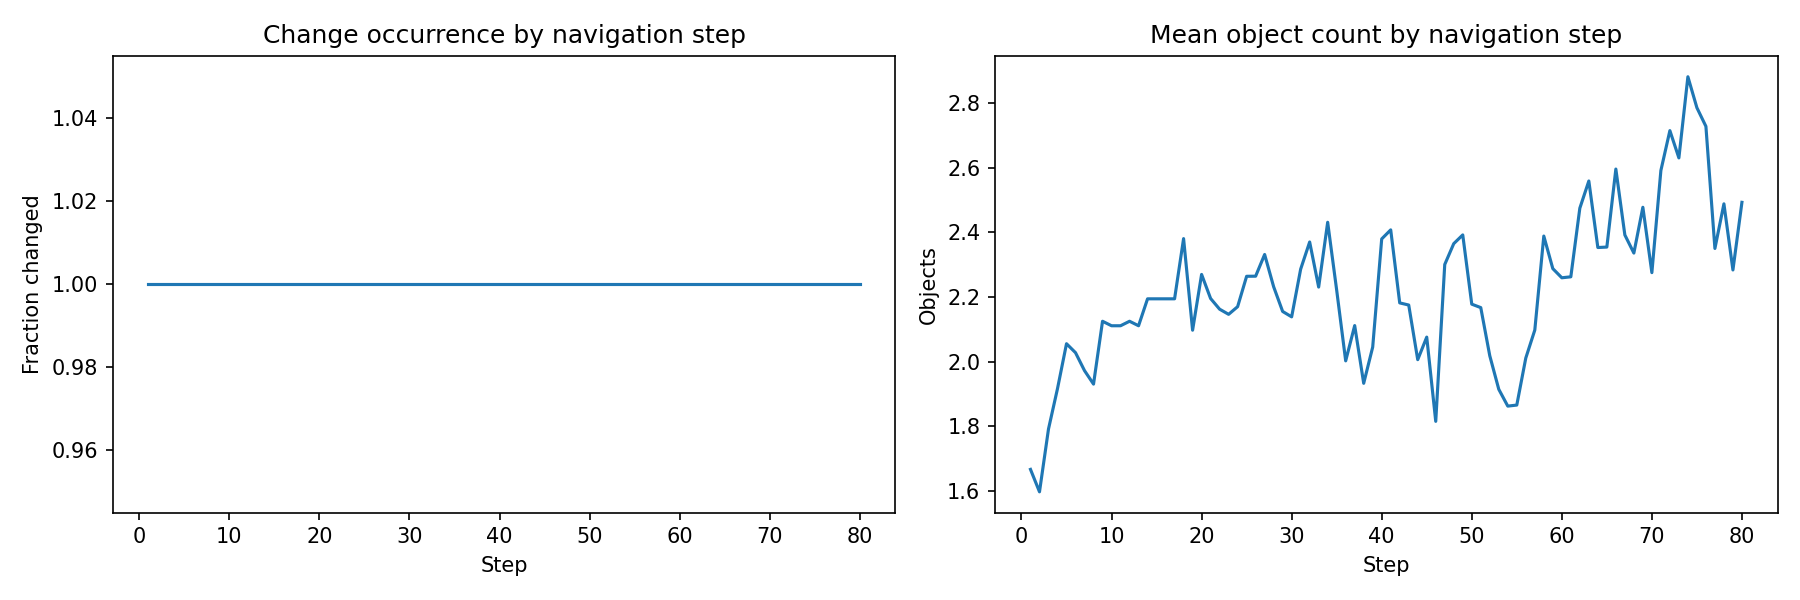 Change occurrence by navigation step
Fraction changed
1.04
1.02
1.00
0.98
0.96
0 10 20 30 40 50 60 70 80
Step
Mean object count by navigation step
Objects
2.8
2.6
2.4
2.2
2.0
1.8
1.6
0 10 20 30 40 50 60 70 80
Step